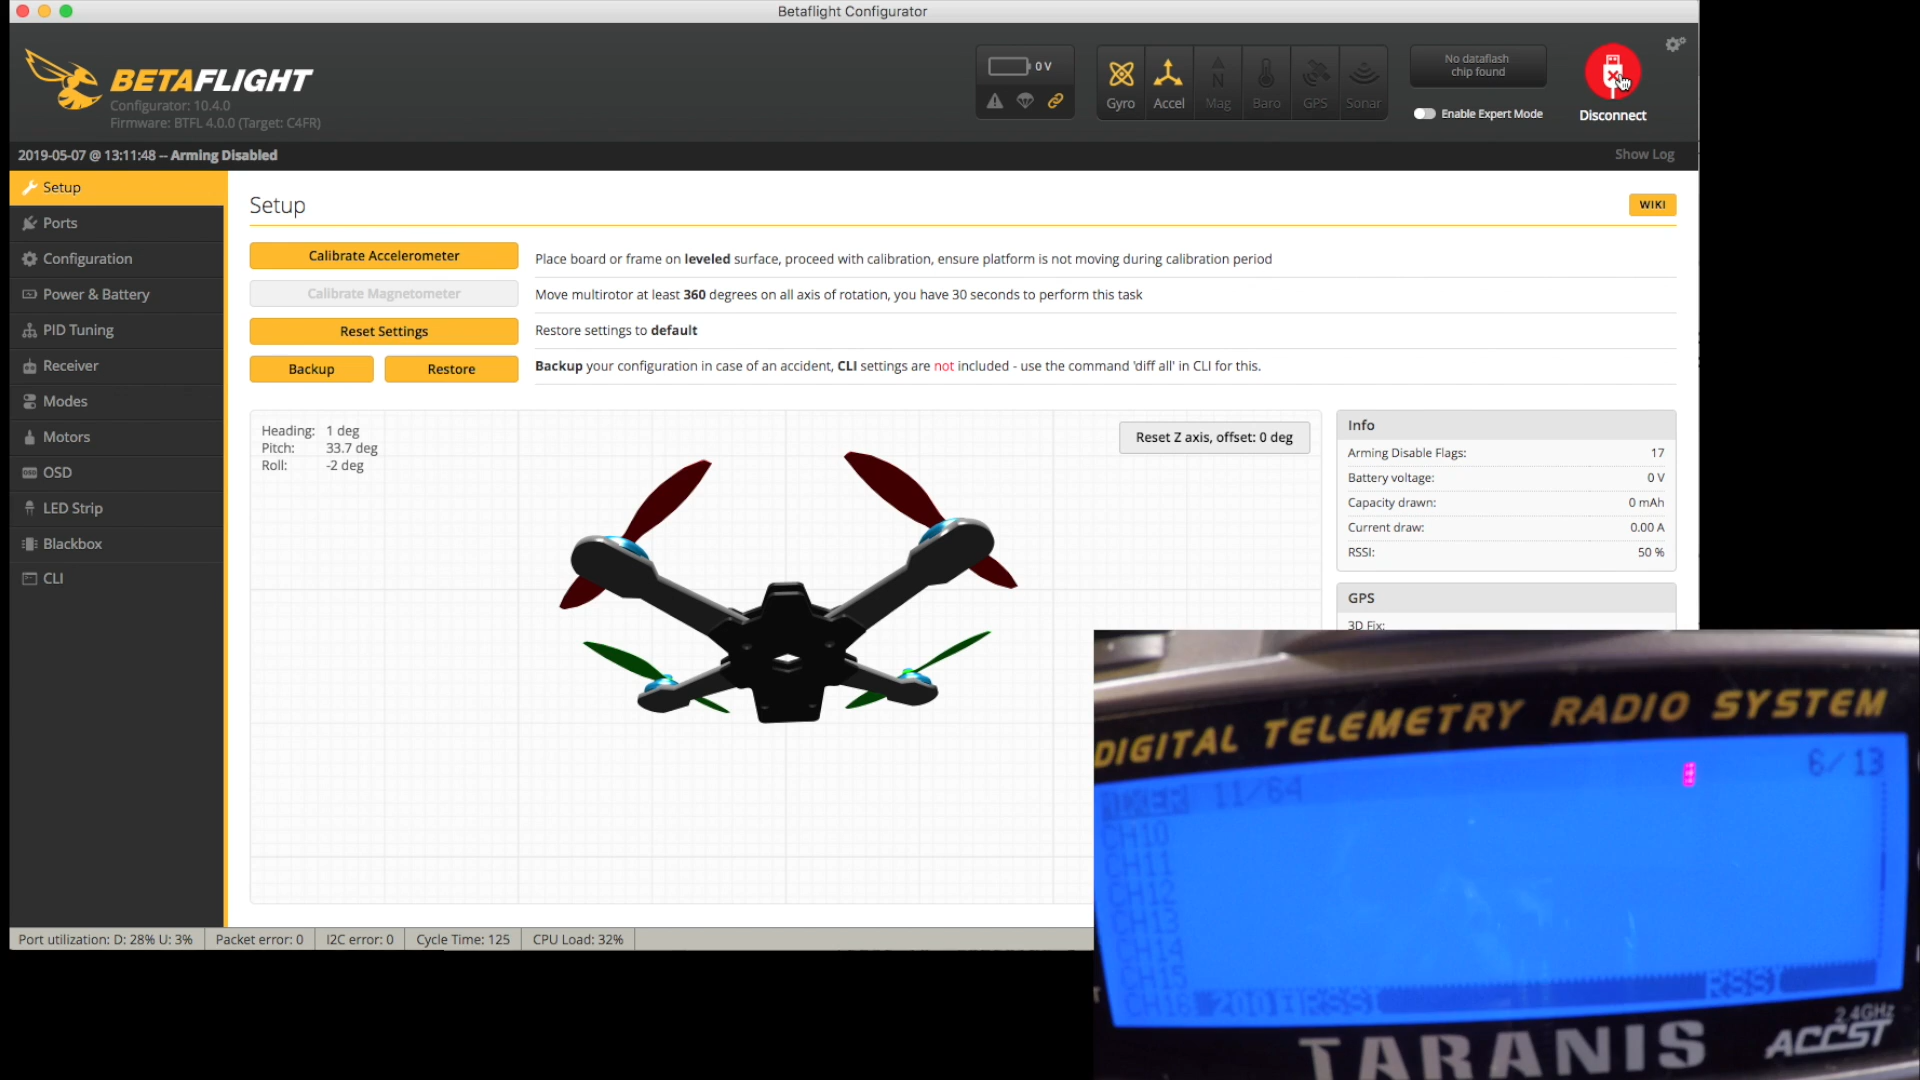 Betaflight Configurator
BETAFLIGHT
Configurator: 10.4.0
Firmware: BTFL 4.0.0 (Target: C4FR)
0 V
Gyro
Accel
Mag
Baro
GPS
Sonar
No dataflash
chip found
Enable Expert Mode
Disconnect
2019-05-07 @ 13:11:48 -- Arming Disabled
Show Log
Setup
Ports
Configuration
Power & Battery
PID Tuning
Receiver
Modes
Motors
OSD
LED Strip
Blackbox
CLI
Setup
WIKI
Calibrate Accelerometer
Place board or frame on leveled surface, proceed with calibration, ensure platform is not moving during calibration period
Calibrate Magnetometer
Move multirotor at least 360 degrees on all axis of rotation, you have 30 seconds to perform this task
Reset Settings
Restore settings to default
Backup
Restore
Backup your configuration in case of an accident, CLI settings are not included - use the command 'diff all' in CLI for this.
Heading: 1 deg
Pitch: 33.7 deg
Roll: -2 deg
Reset Z axis, offset: 0 deg
Info
Arming Disable Flags: 17
Battery voltage: 0 V
Capacity drawn: 0 mAh
Current draw: 0.00 A
RSSI: 50 %
GPS
3D Fix:
Port utilization: D: 28% U: 3%
Packet error: 0
I2C error: 0
Cycle Time: 125
CPU Load: 32%
DIGITAL TELEMETRY RADIO SYSTEM
MIXER 11/64 6/13
CH10
CH11
CH12
CH13
CH14
CH15
CH16 200 RSSI
TARANIS
2.4GHz
ACCST